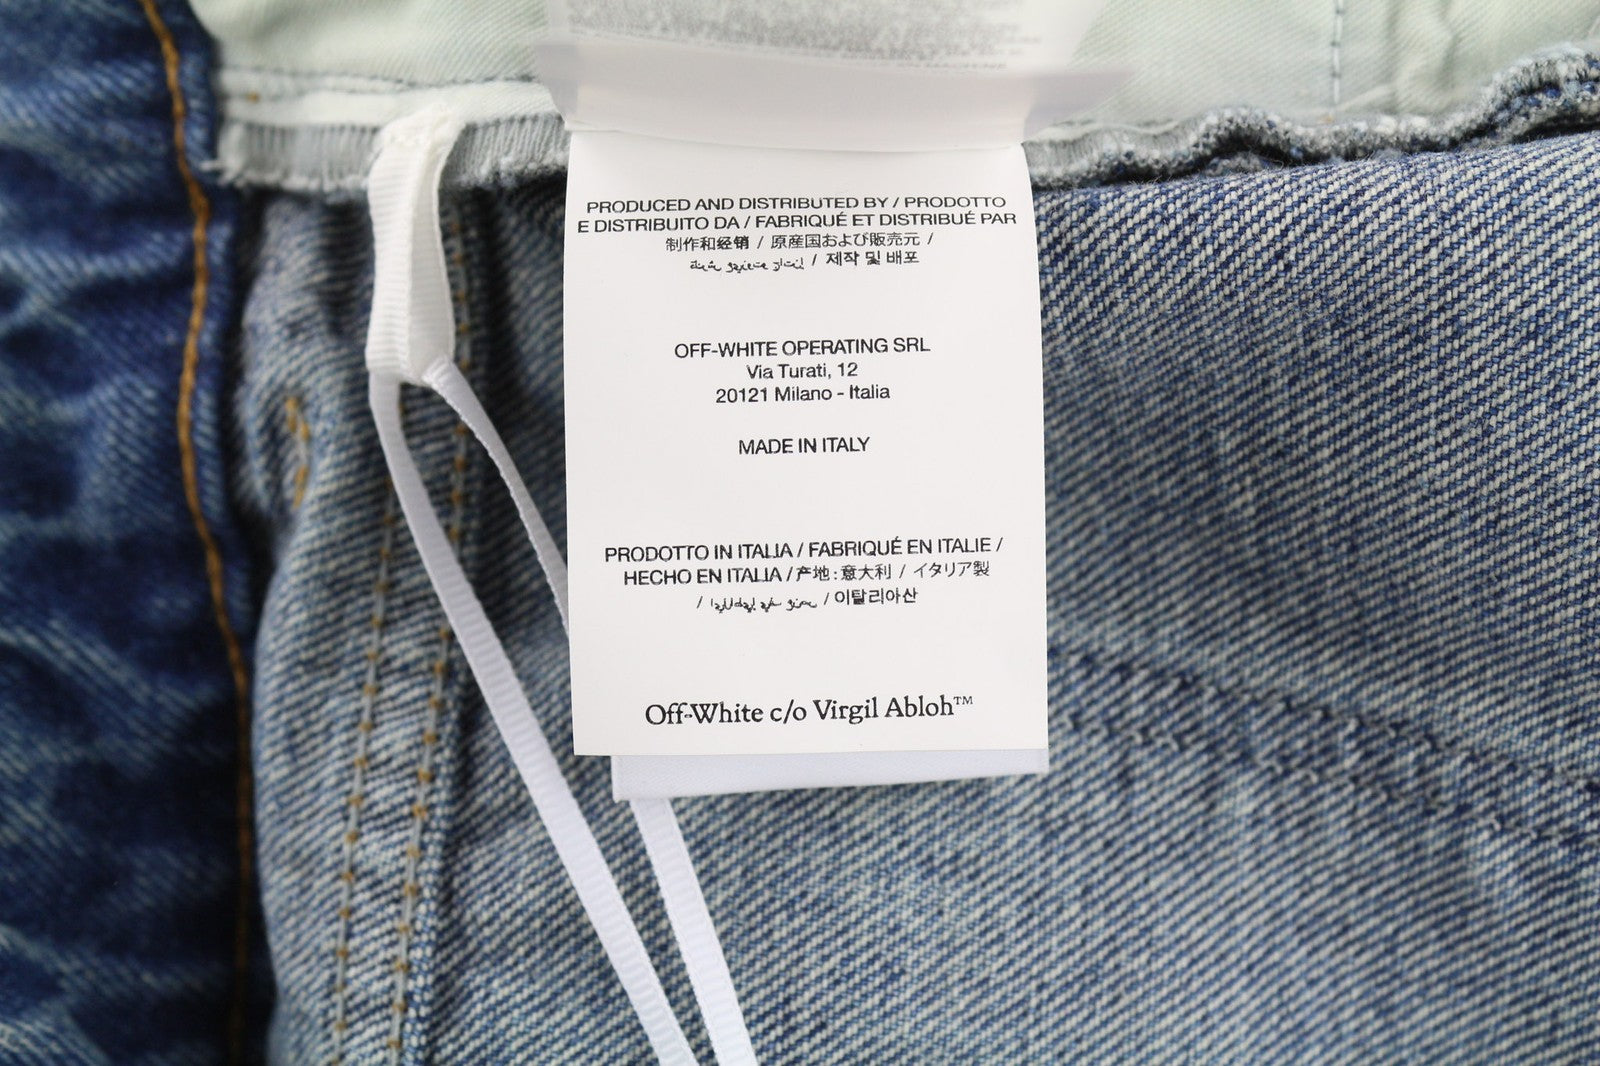 EN MACHINE
PRODUCED AND DISTRIBUTED BY / PRODOTTO
E DISTRIBUITO DA / FABRIQUÉ ET DISTRIBUÉ PAR
制作和经销 / 原産国および販売元 /
/ 제작 및 배포
OFF-WHITE OPERATING SRL
Via Turati, 12
20121 Milano - Italia
MADE IN ITALY
PRODOTTO IN ITALIA / FABRIQUÉ EN ITALIE /
HECHO EN ITALIA / 产地 : 意大利 / イタリア製
/ / 이탈리아산
Off-White c/o Virgil Abloh™